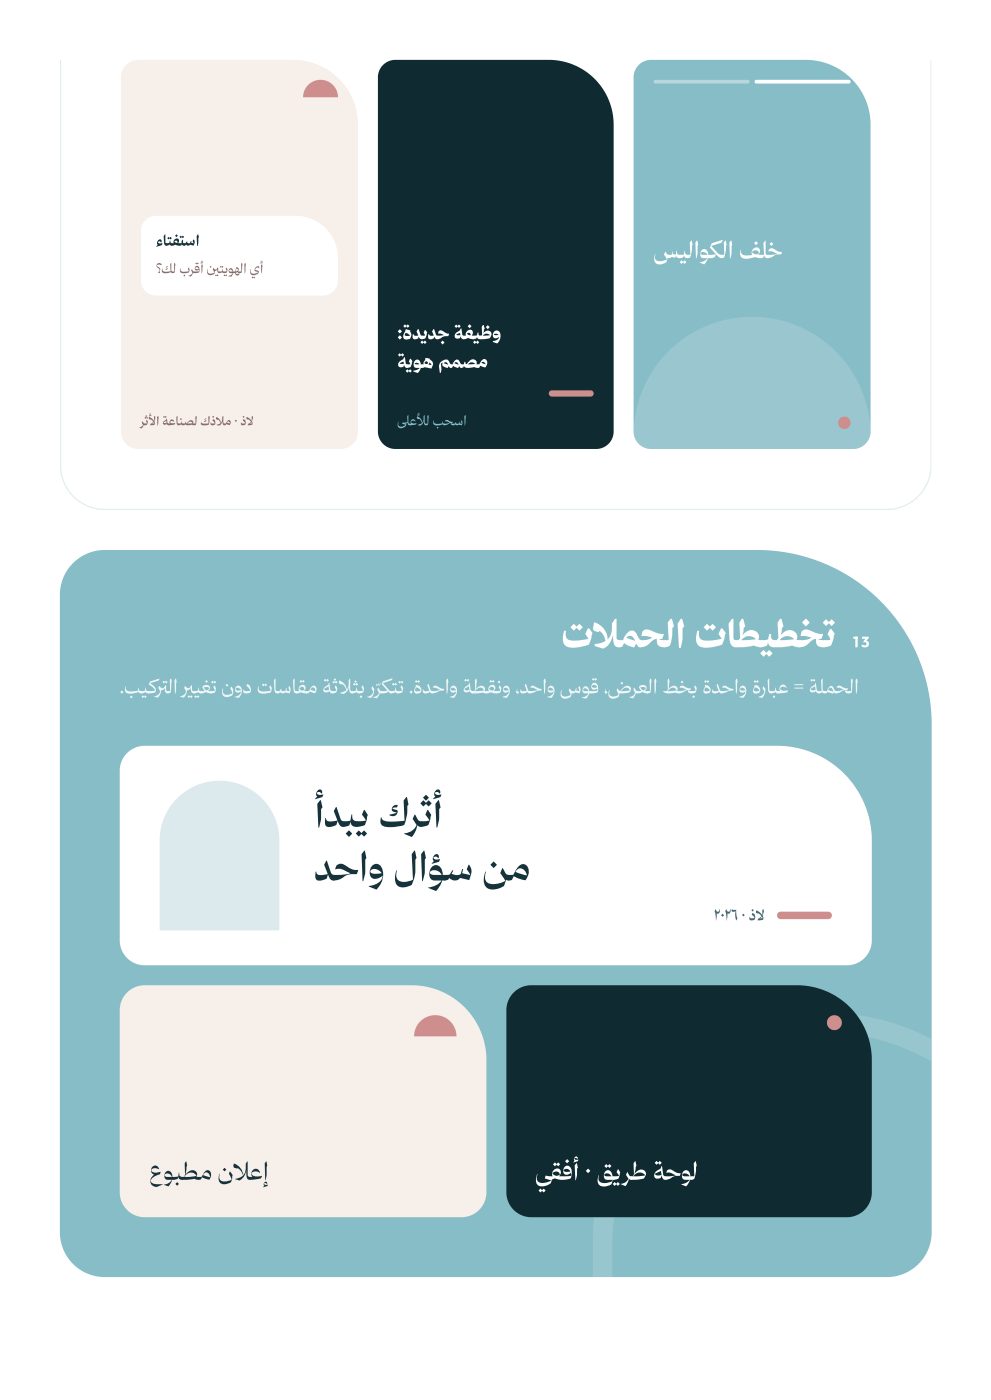 خلف الكواليس
وظيفة جديدة:
مصمم هوية
اسحب للأعلى
استفتاء
أي الهويتين أقرب لك؟
لاذ · ملاذك لصناعة الأثر
13 تخطيطات الحملات
الحملة = عبارة واحدة بخط العرض، قوس واحد، ونقطة واحدة. تتكرّر بثلاثة مقاسات دون تغيير التركيب.
أثرك يبدأ
من سؤال واحد
لاذ · ٢٠٢٦
لوحة طريق · أفقي
إعلان مطبوع